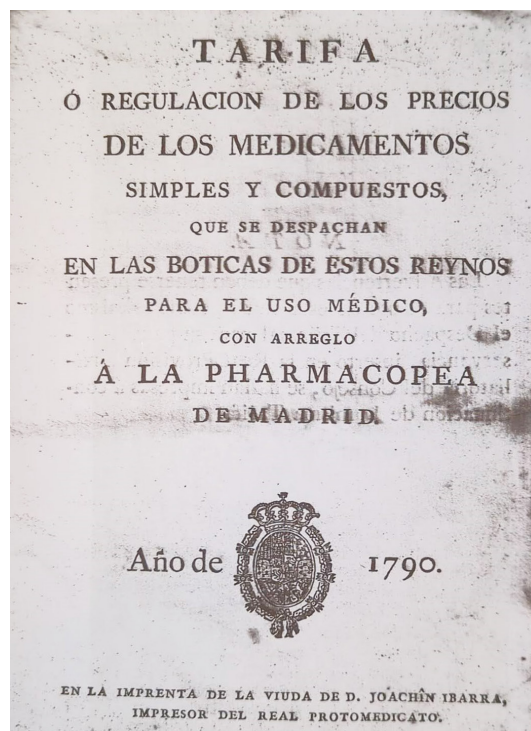 TARIFA
Ó REGULACION DE LOS PRECIOS
DE LOS MEDICAMENTOS
SIMPLES Y COMPUESTOS,
QUE SE DESPACHAN
EN LAS BOTICAS DE ESTOS REYNOS
PARA EL USO MÉDICO,
CON ARREGLO
Á LA PHARMACOPEA
DE MADRID.
Año de 1790.
EN LA IMPRENTA DE LA VIUDA DE D. JOACHÎN IBARRA,
IMPRESOR DEL REAL PROTOMEDICATO.